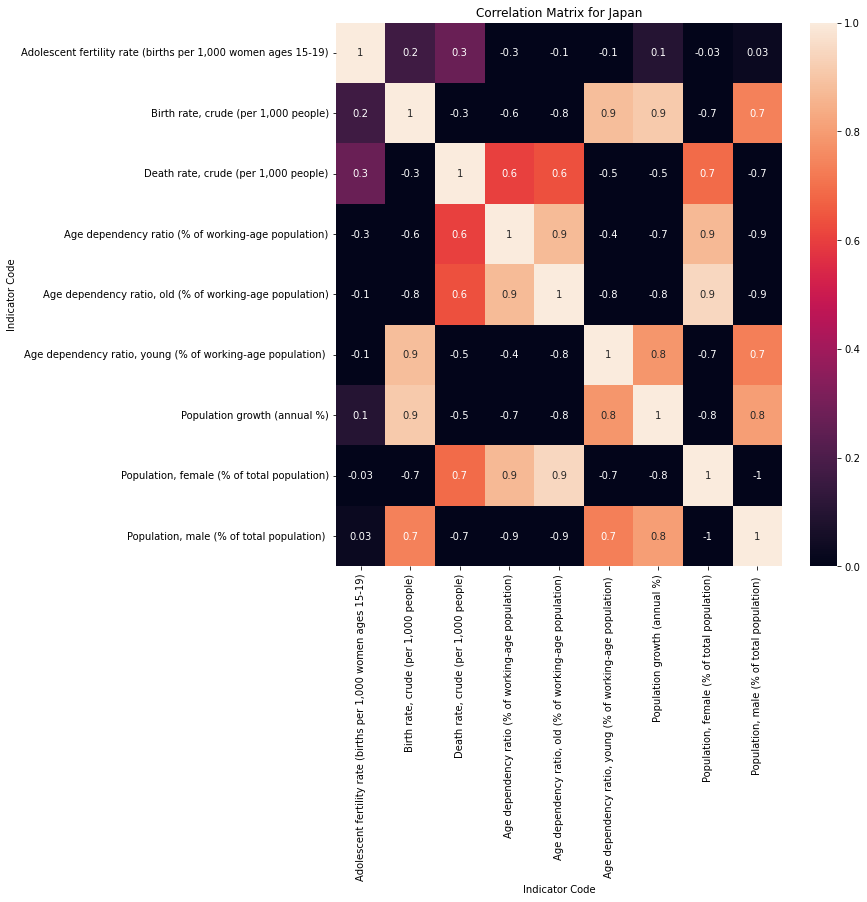 Correlation Matrix for Japan
Adolescent fertility rate (births per 1,000 women ages 15-19)
1 0.2 0.3 -0.3 -0.1 -0.1 0.1 -0.03 0.03
Birth rate, crude (per 1,000 people)
0.2 1 -0.3 -0.6 -0.8 0.9 0.9 -0.7 0.7
Death rate, crude (per 1,000 people)
0.3 -0.3 1 0.6 0.6 -0.5 -0.5 0.7 -0.7
Age dependency ratio (% of working-age population)
-0.3 -0.6 0.6 1 0.9 -0.4 -0.7 0.9 -0.9
Age dependency ratio, old (% of working-age population)
-0.1 -0.8 0.6 0.9 1 -0.8 -0.8 0.9 -0.9
Age dependency ratio, young (% of working-age population)
-0.1 0.9 -0.5 -0.4 -0.8 1 0.8 -0.7 0.7
Population growth (annual %)
0.1 0.9 -0.5 -0.7 -0.8 0.8 1 -0.8 0.8
Population, female (% of total population)
-0.03 -0.7 0.7 0.9 0.9 -0.7 -0.8 1 -1
Population, male (% of total population)
0.03 0.7 -0.7 -0.9 -0.9 0.7 0.8 -1 1
Indicator Code
1.0
0.8
0.6
0.4
0.2
0.0
Adolescent fertility rate (births per 1,000 women ages 15-19)
Birth rate, crude (per 1,000 people)
Death rate, crude (per 1,000 people)
Age dependency ratio (% of working-age population)
Age dependency ratio, old (% of working-age population)
Age dependency ratio, young (% of working-age population)
Population growth (annual %)
Population, female (% of total population)
Population, male (% of total population)
Indicator Code